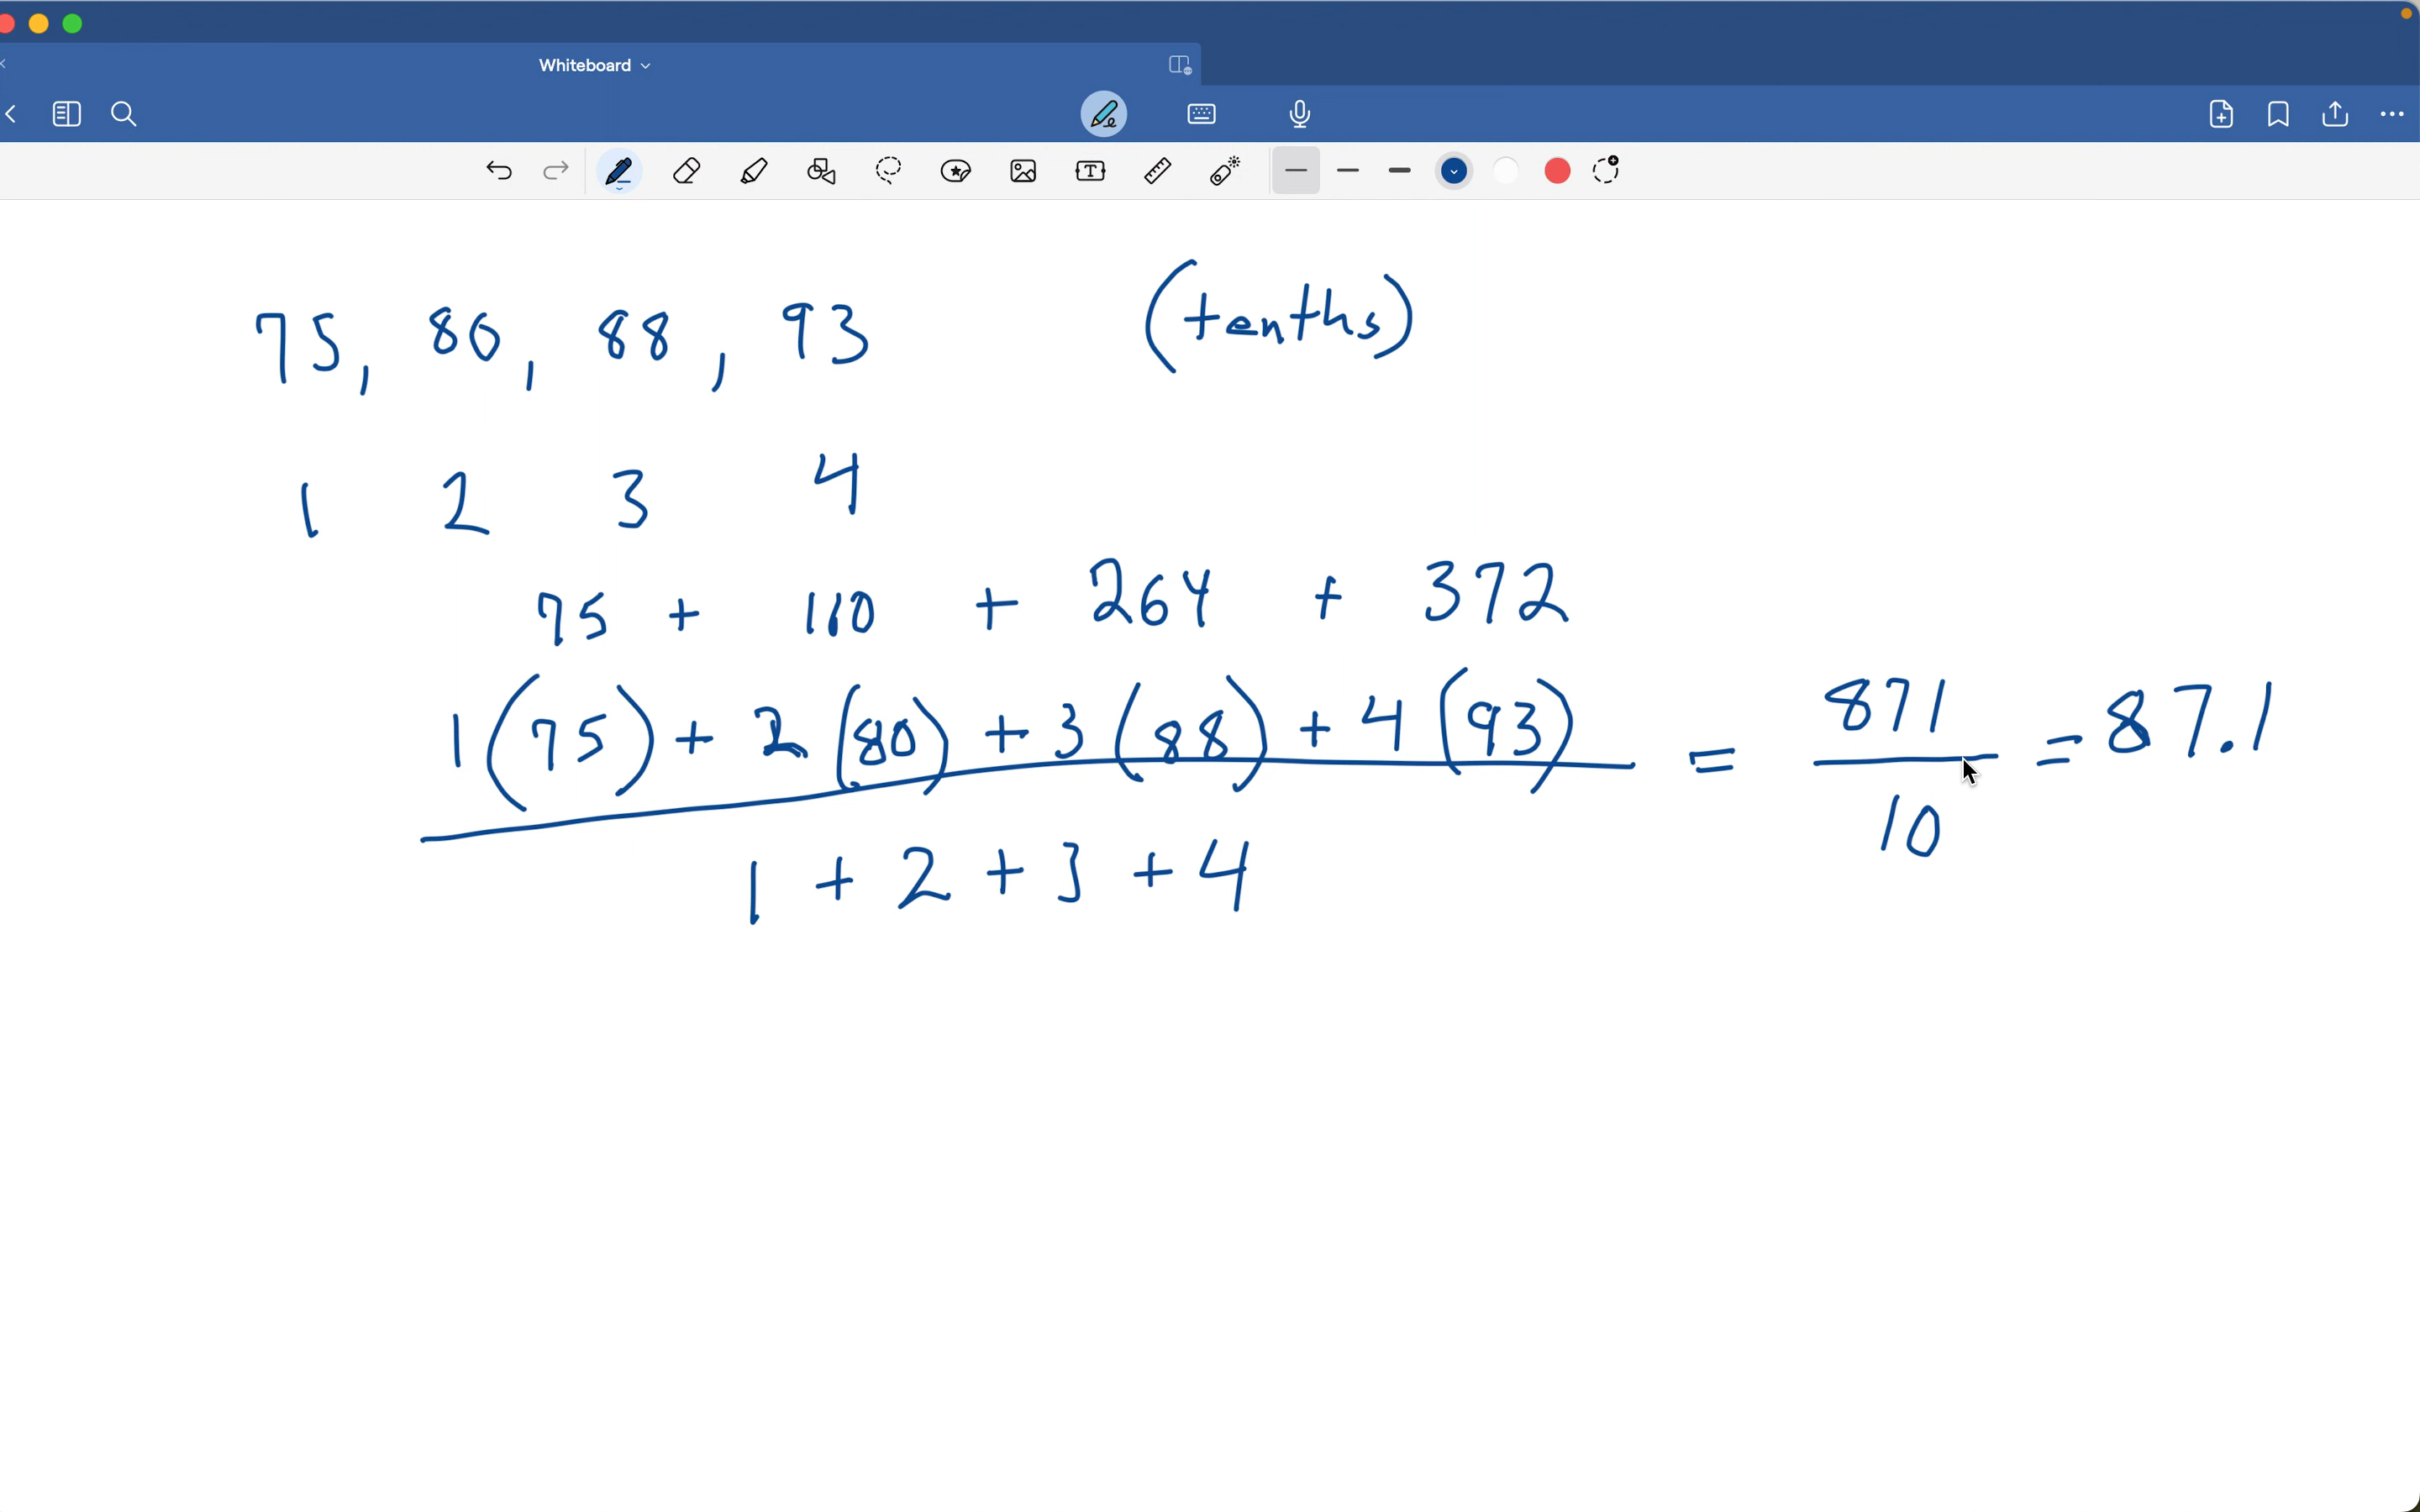 Whiteboard
75, 80, 88, 93 (tenths)
1 2 3 4
75 + 160 + 264 + 372
1(75) + 2(80) + 3(88) + 4(93) = 871 = 87.1
1 + 2 + 3 + 4 10